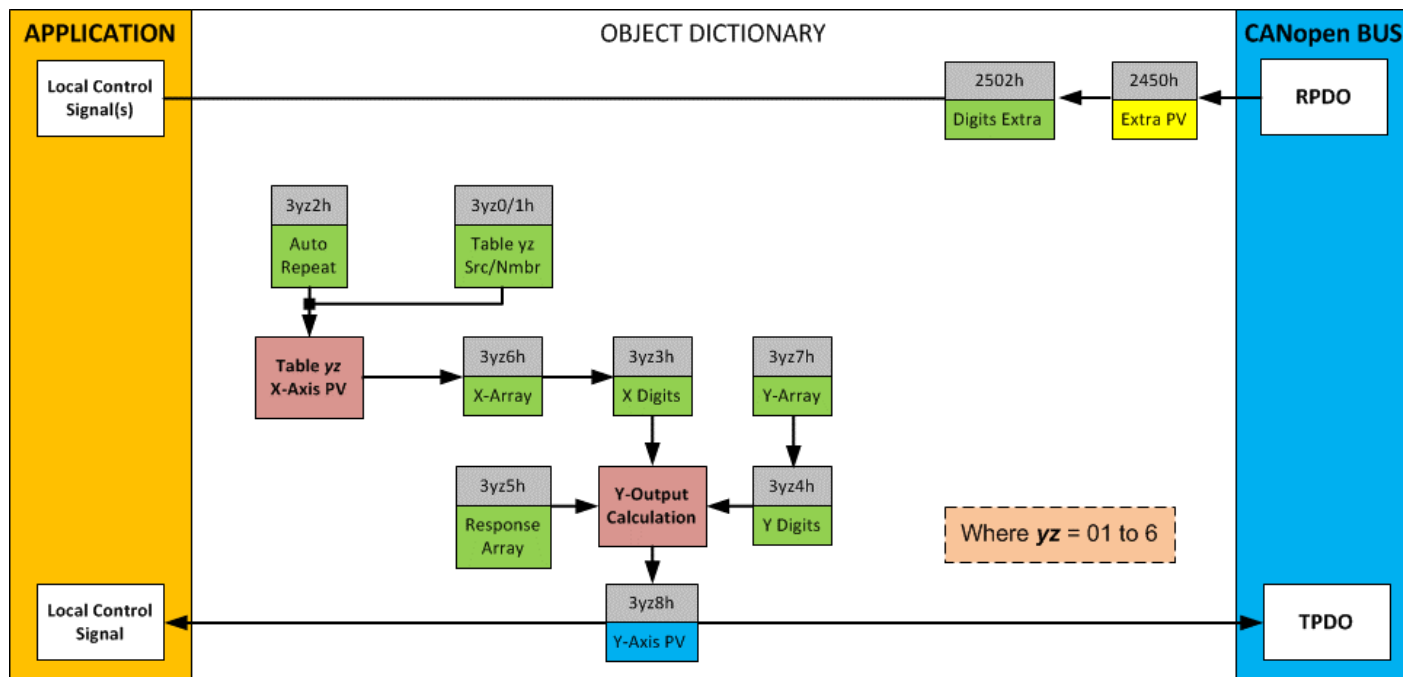 APPLICATION
OBJECT DICTIONARY
CANopen BUS
Local Control
Signal(s)
2502h
Digits Extra
2450h
Extra PV
RPDO
3yz2h
Auto
Repeat
3yz0/1h
Table yz
Src/Nmbr
Table yz
X-Axis PV
3yz6h
X-Array
3yz3h
X Digits
3yz7h
Y-Array
3yz5h
Response
Array
Y-Output
Calculation
3yz4h
Y Digits
Where yz = 01 to 6
Local Control
Signal
3yz8h
Y-Axis PV
TPDO